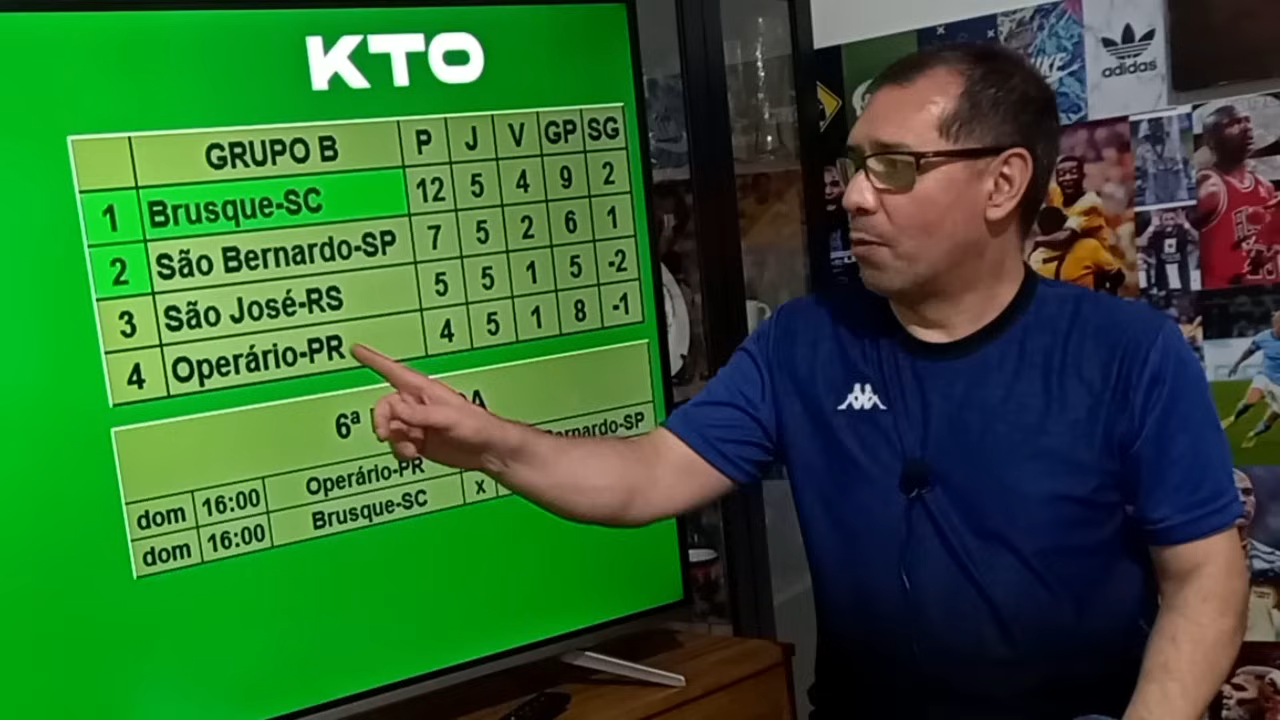 KTO
GRUPO B P J V GP SG
1 Brusque-SC 12 5 4 9 2
2 São Bernardo-SP 7 5 2 6 1
3 São José-RS 5 5 1 5 -2
4 Operário-PR 4 5 1 8 -1
6ª
dom 16:00 Operário-PR ernardo-SP
dom 16:00 Brusque-SC x
adidas